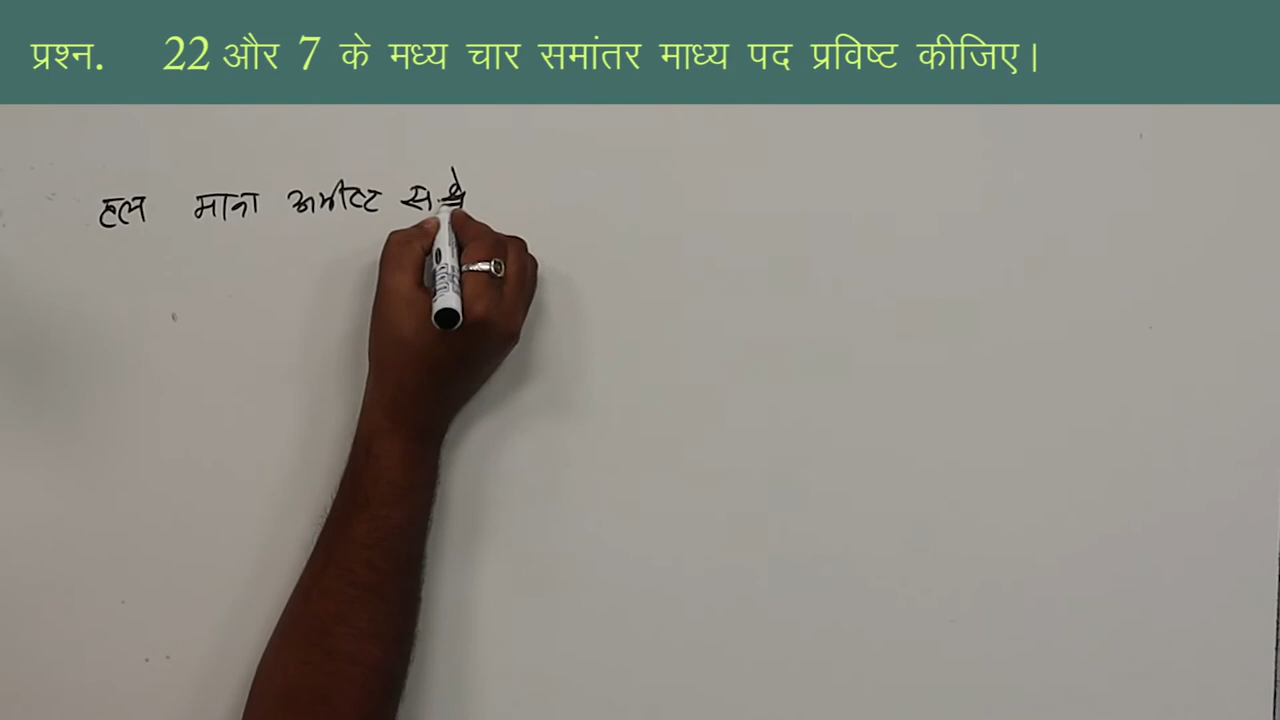 प्रश्न. 22 और 7 के मध्य चार समांतर माध्य पद प्रविष्ट कीजिए।
हल माना अभीष्ट